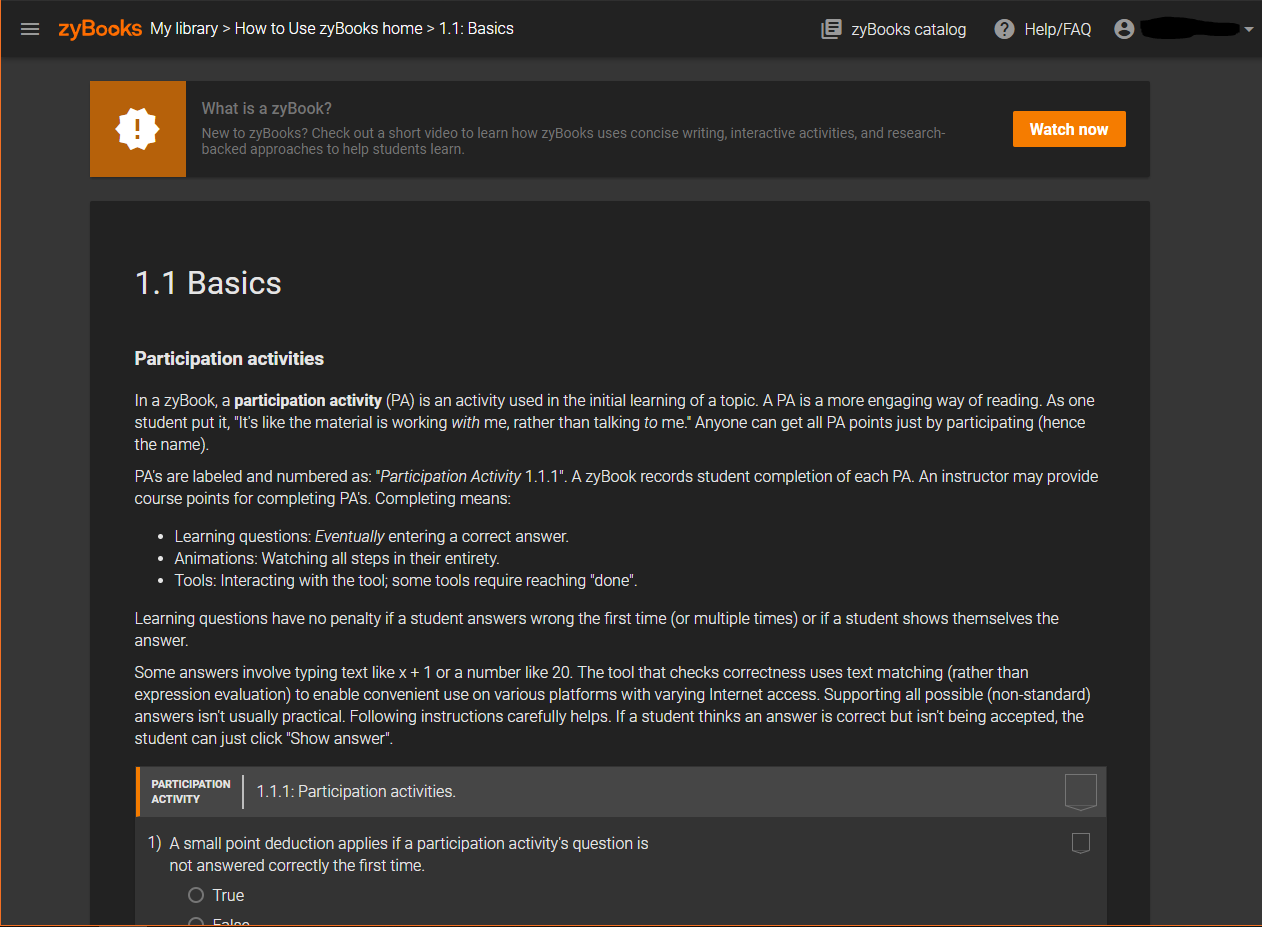 zyBooks My library > How to Use zyBooks home > 1.1: Basics
zyBooks catalog
Help/FAQ
What is a zyBook?
New to zyBooks? Check out a short video to learn how zyBooks uses concise writing, interactive activities, and research-
backed approaches to help students learn.
Watch now
1.1 Basics
Participation activities
In a zyBook, a participation activity (PA) is an activity used in the initial learning of a topic. A PA is a more engaging way of reading. As one
student put it, "It's like the material is working with me, rather than talking to me." Anyone can get all PA points just by participating (hence
the name).
PA's are labeled and numbered as: "Participation Activity 1.1.1". A zyBook records student completion of each PA. An instructor may provide
course points for completing PA's. Completing means:
• Learning questions: Eventually entering a correct answer.
• Animations: Watching all steps in their entirety.
• Tools: Interacting with the tool; some tools require reaching "done".
Learning questions have no penalty if a student answers wrong the first time (or multiple times) or if a student shows themselves the
answer.
Some answers involve typing text like x + 1 or a number like 20. The tool that checks correctness uses text matching (rather than
expression evaluation) to enable convenient use on various platforms with varying Internet access. Supporting all possible (non-standard)
answers isn't usually practical. Following instructions carefully helps. If a student thinks an answer is correct but isn't being accepted, the
student can just click "Show answer".
PARTICIPATION
ACTIVITY
1.1.1: Participation activities.
1) A small point deduction applies if a participation activity's question is
not answered correctly the first time.
True
False